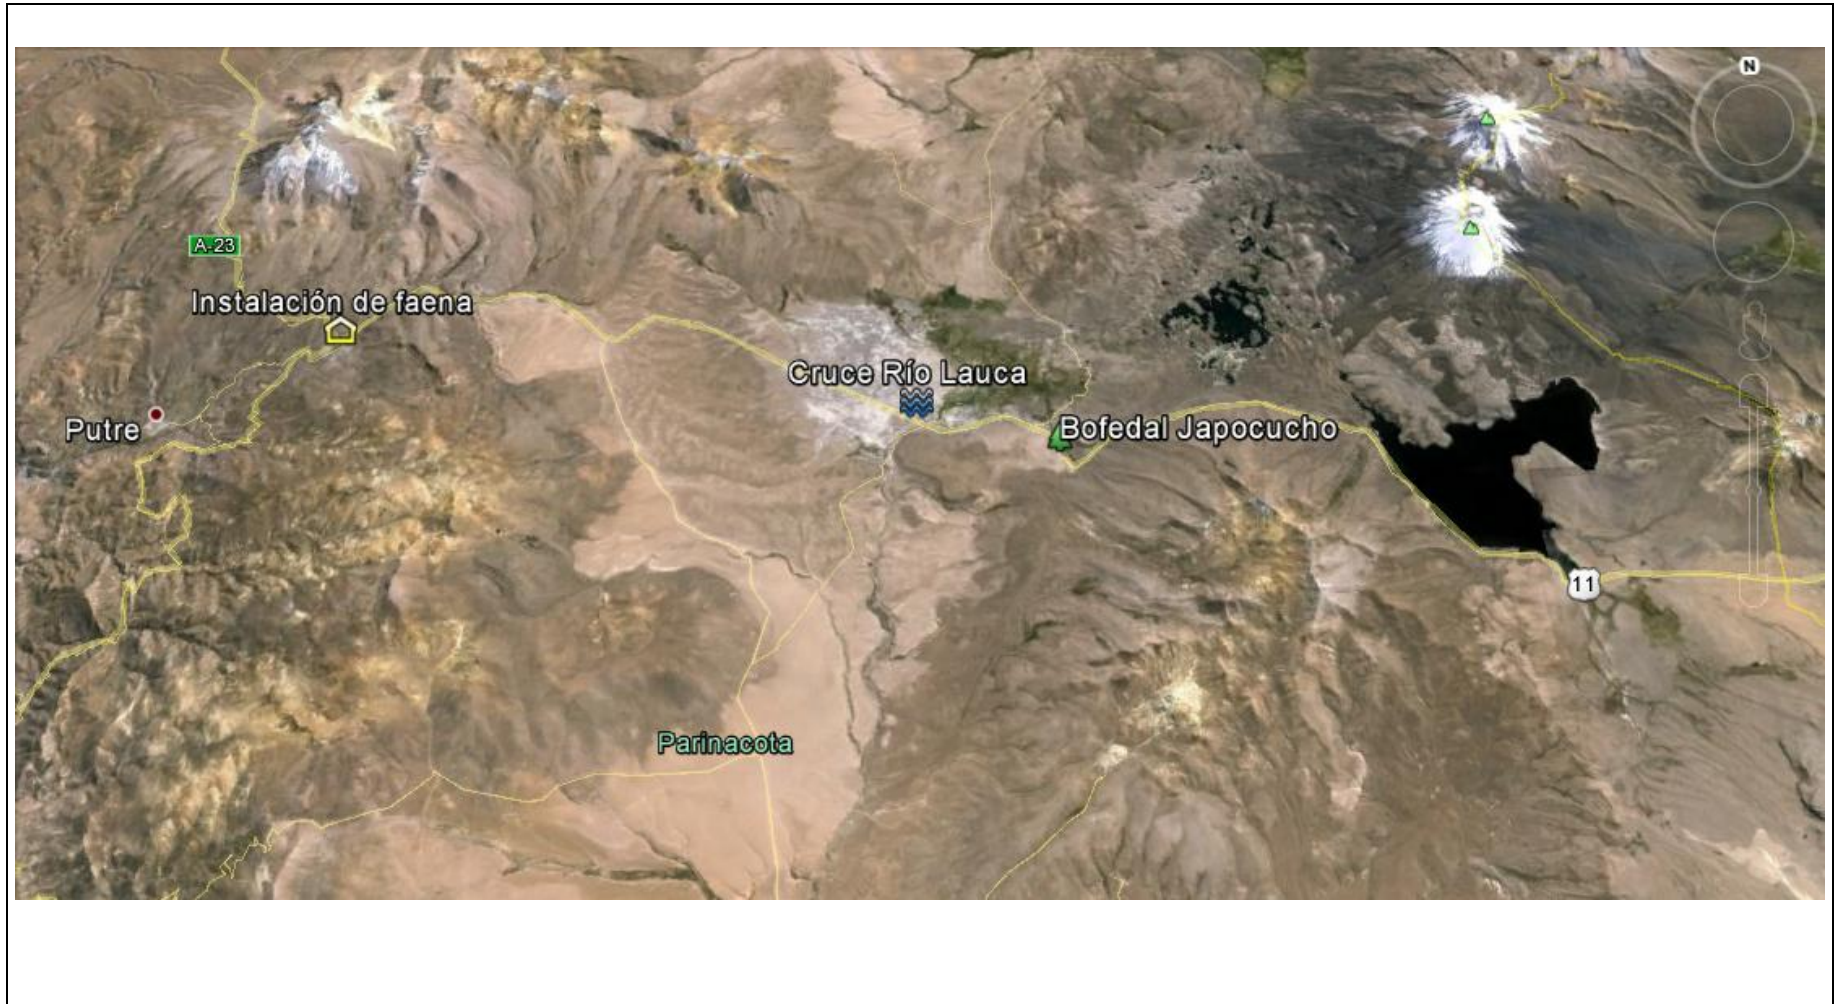 N
A-23
Instalación de faena
Cruce Río Lauca
Putre
Bofedal Japocucho
11
Parinacota